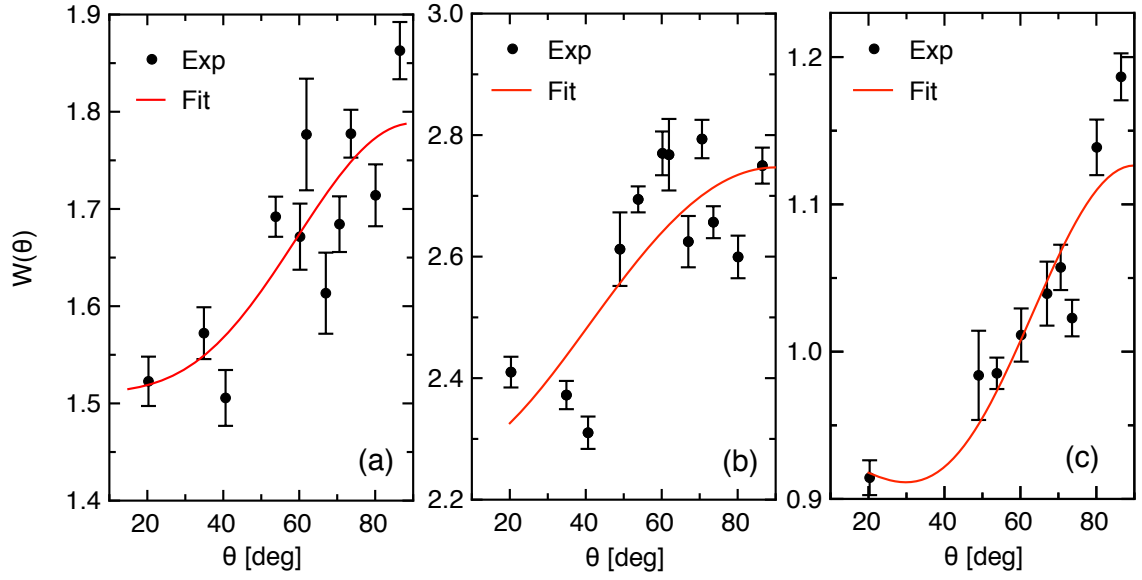 1.9
1.8
1.7
1.6
1.5
1.4
W(θ)
Exp
Fit
(a)
20 40 60 80
θ [deg]
3.0
2.8
2.6
2.4
2.2
Exp
Fit
(b)
20 40 60 80
θ [deg]
1.2
1.1
1.0
0.9
Exp
Fit
(c)
20 40 60 80
θ [deg]